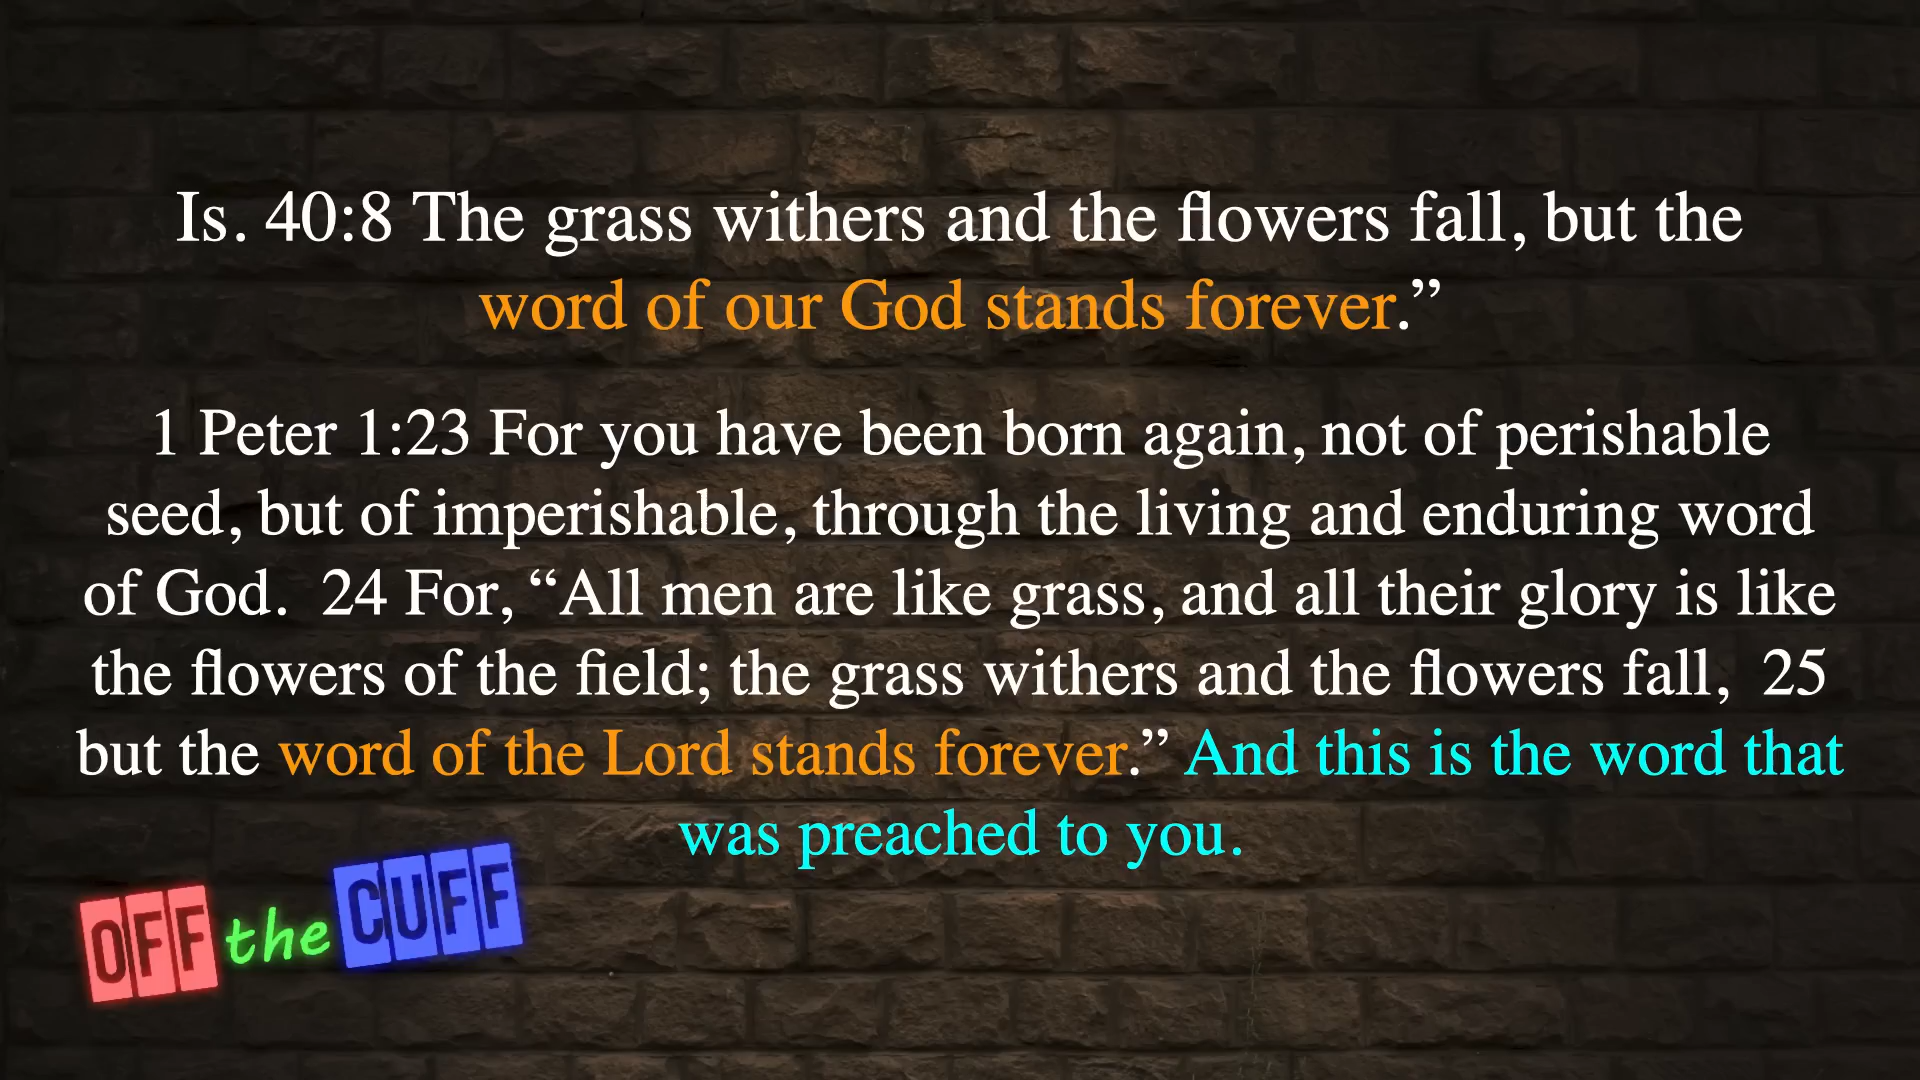 Is. 40:8 The grass withers and the flowers fall, but the
word of our God stands forever.”
1 Peter 1:23 For you have been born again, not of perishable
seed, but of imperishable, through the living and enduring word
of God.  24 For, “All men are like grass, and all their glory is like
the flowers of the field; the grass withers and the flowers fall,  25
but the word of the Lord stands forever.” And this is the word that
was preached to you.
OFF the CUFF